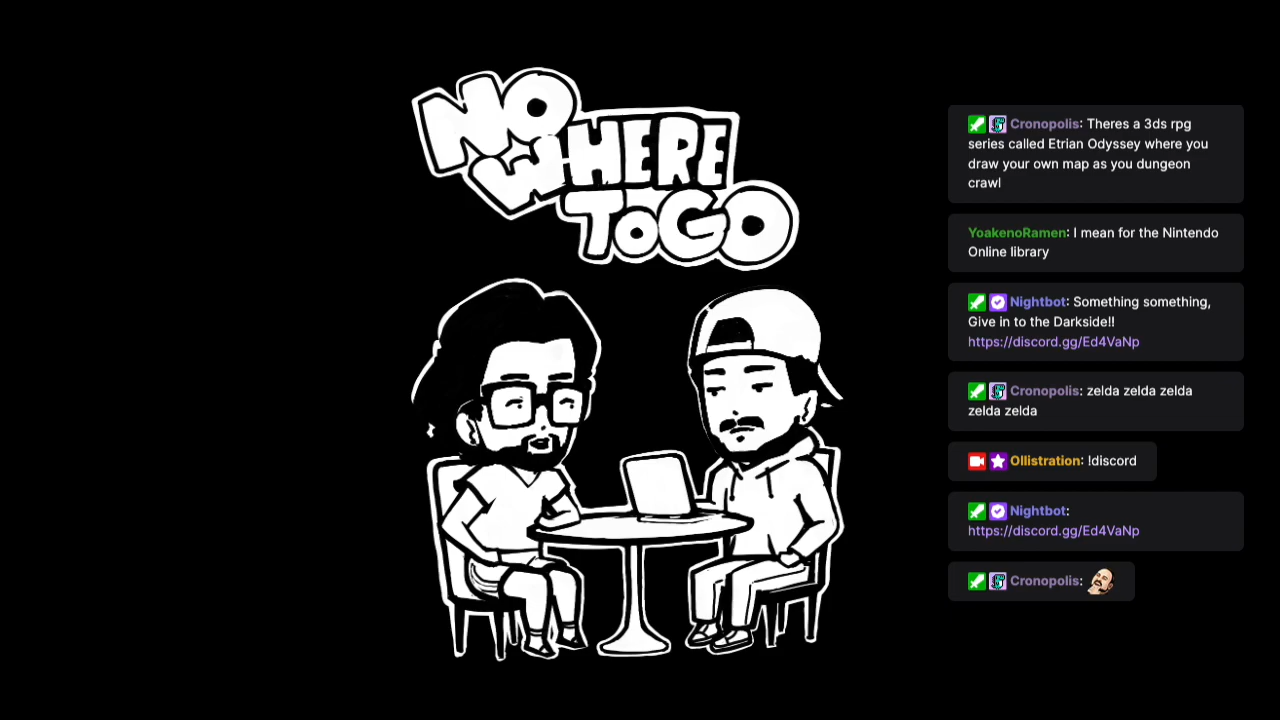 NO
WHERE
TO GO
Cronopolis: Theres a 3ds rpg
series called Etrian Odyssey where you
draw your own map as you dungeon
crawl
YoakenoRamen: I mean for the Nintendo
Online library
Nightbot: Something something,
Give in to the Darkside!!
https://discord.gg/Ed4VaNp
Cronopolis: zelda zelda zelda
zelda zelda
Ollistration: !discord
Nightbot:
https://discord.gg/Ed4VaNp
Cronopolis: